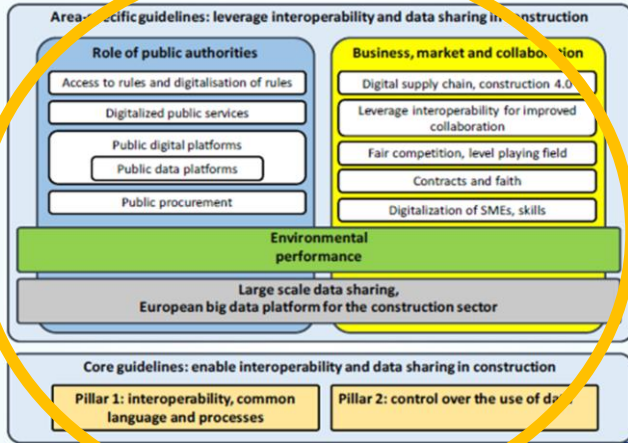 Area-specific guidelines: leverage interoperability and data sharing in construction
Role of public authorities
Access to rules and digitalisation of rules
Digitalized public services
Public digital platforms
Public data platforms
Public procurement
Business, market and collaboration
Digital supply chain, construction 4.0
Leverage interoperability for improved
collaboration
Fair competition, level playing field
Contracts and faith
Digitalization of SMEs, skills
Environmental
performance
Large scale data sharing,
European big data platform for the construction sector
Core guidelines: enable interoperability and data sharing in construction
Pillar 1: interoperability, common
language and processes
Pillar 2: control over the use of data